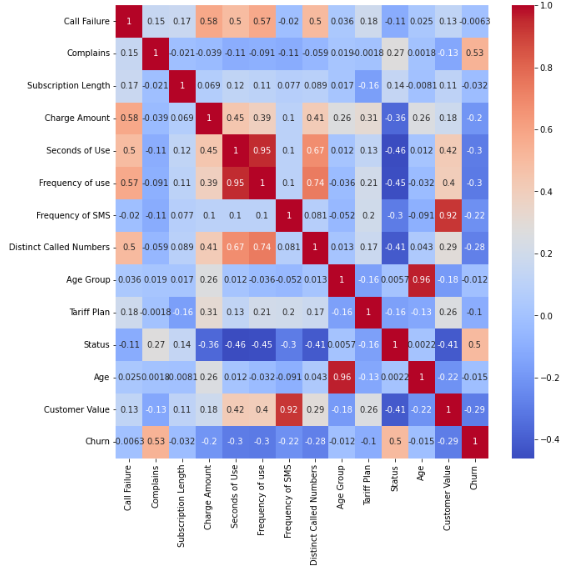 Call Failure 1 0.15 0.17 0.58 0.5 0.57 -0.02 0.5 0.036 0.18 -0.11 0.025 0.13 -0.0063
Complains 0.15 1 -0.021 -0.039 -0.11 -0.091 -0.11 -0.059 0.019 -0.0018 0.27 0.0018 -0.13 0.53
Subscription Length 0.17 -0.021 1 0.069 0.12 0.11 0.077 0.089 0.017 -0.16 0.14 -0.0081 0.11 -0.032
Charge Amount 0.58 -0.039 0.069 1 0.45 0.39 0.1 0.41 0.26 0.31 -0.36 0.26 0.18 -0.2
Seconds of Use 0.5 -0.11 0.12 0.45 1 0.95 0.1 0.67 0.012 0.13 -0.46 0.012 0.42 -0.3
Frequency of use 0.57 -0.091 0.11 0.39 0.95 1 0.1 0.74 -0.036 0.21 -0.45 -0.032 0.4 -0.3
Frequency of SMS -0.02 -0.11 0.077 0.1 0.1 0.1 1 0.081 -0.052 0.2 -0.3 -0.091 0.92 -0.22
Distinct Called Numbers 0.5 -0.059 0.089 0.41 0.67 0.74 0.081 1 0.013 0.17 -0.41 0.043 0.29 -0.28
Age Group 0.036 0.019 0.017 0.26 0.012 -0.036 -0.052 0.013 1 -0.16 0.0057 0.96 -0.18 -0.012
Tariff Plan 0.18 -0.0018 -0.16 0.31 0.13 0.21 0.2 0.17 -0.16 1 -0.16 -0.13 0.26 -0.1
Status -0.11 0.27 0.14 -0.36 -0.46 -0.45 -0.3 -0.41 0.0057 -0.16 1 0.0022 -0.41 0.5
Age 0.025 0.0018 -0.0081 0.26 0.012 -0.032 -0.091 0.043 0.96 -0.13 0.0022 1 -0.22 -0.015
Customer Value 0.13 -0.13 0.11 0.18 0.42 0.4 0.92 0.29 -0.18 0.26 -0.41 -0.22 1 -0.29
Churn -0.0063 0.53 -0.032 -0.2 -0.3 -0.3 -0.22 -0.28 -0.012 -0.1 0.5 -0.015 -0.29 1
Call Failure
Complains
Subscription Length
Charge Amount
Seconds of Use
Frequency of use
Frequency of SMS
Distinct Called Numbers
Age Group
Tariff Plan
Status
Age
Customer Value
Churn
1.0
0.8
0.6
0.4
0.2
0.0
−0.2
−0.4